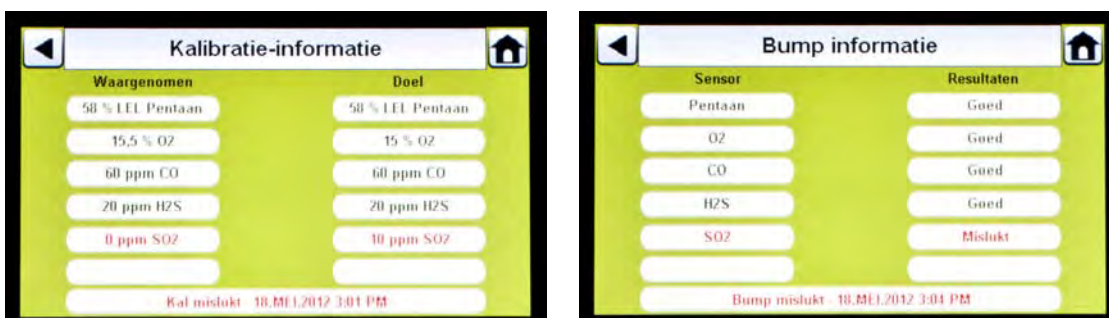 Kalibratie-informatie
Waargenomen Doel
58 % LEL Pentaan 58 % LEL Pentaan
15,5 % O2 15 % O2
60 ppm CO 60 ppm CO
20 ppm H2S 20 ppm H2S
0 ppm SO2 10 ppm SO2
Kal mislukt - 18.MEI.2012 3:01 PM
Bump informatie
Sensor Resultaten
Pentaan Goed
O2 Goed
CO Goed
H2S Goed
SO2 Mislukt
Bump mislukt - 18.MEI.2012 3:04 PM